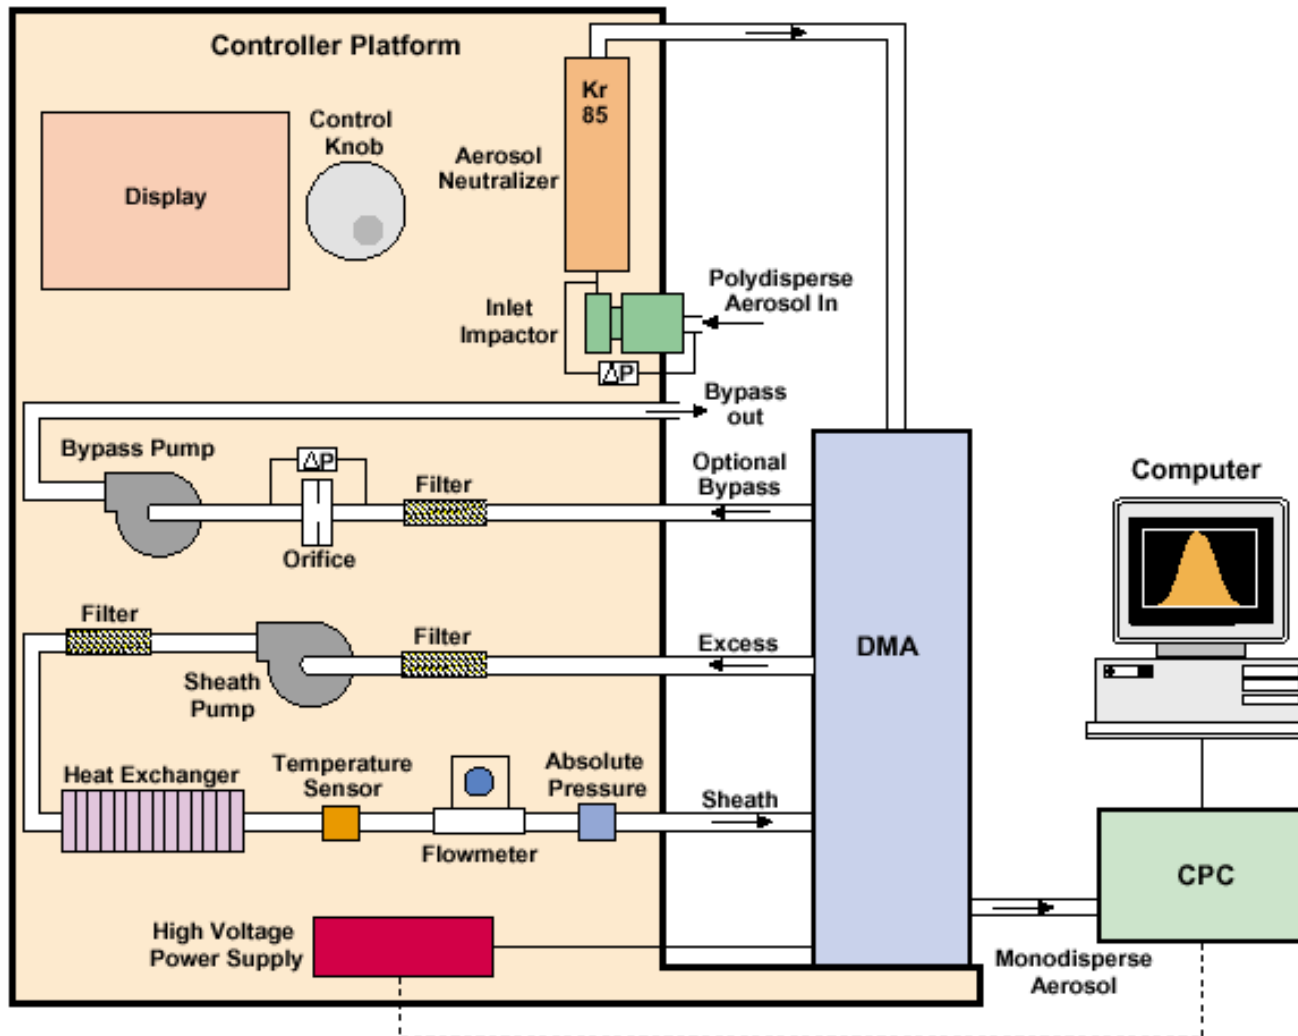 Controller Platform
Kr
85
Control
Knob
Aerosol
Neutralizer
Display
Polydisperse
Aerosol In
Inlet
Impactor
ΔP
Bypass
out
Bypass Pump
ΔP
Filter
Optional
Bypass
Computer
Orifice
Filter
Filter
Excess
DMA
Sheath
Pump
Heat Exchanger
Temperature
Sensor
Absolute
Pressure
Sheath
Flowmeter
CPC
High Voltage
Power Supply
Monodisperse
Aerosol